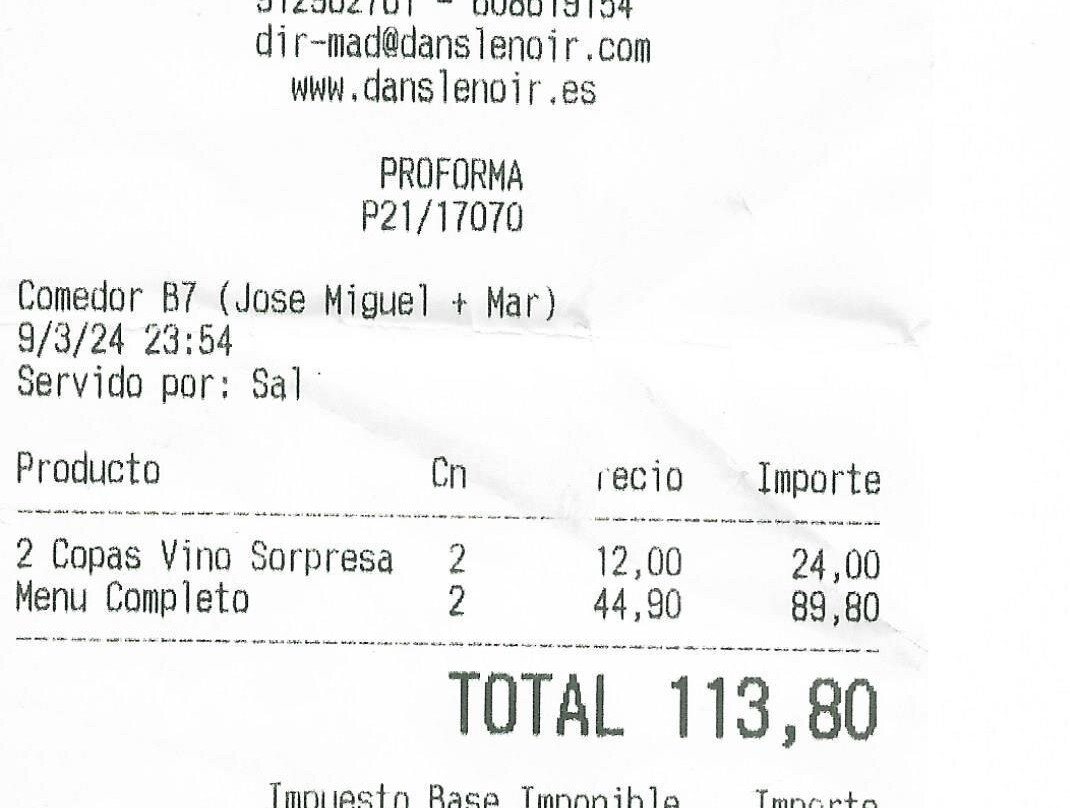 dir-mad@danslenoir.com
www.danslenoir.es
PROFORMA
P21/17070
Comedor B7 (Jose Miguel + Mar)
9/3/24 23:54
Servido por: Sal
Producto Cn recio Importe
2 Copas Vino Sorpresa 2 12,00 24,00
Menu Completo 2 44,90 89,80
TOTAL 113,80
Impuesto Base Imponible Importe